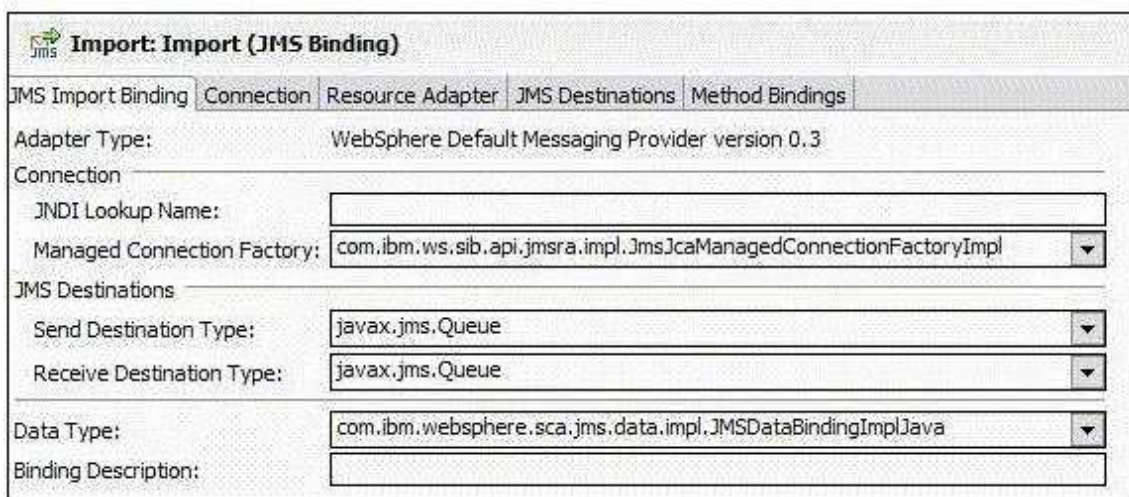 JMS
Import: Import (JMS Binding)
JMS Import Binding Connection Resource Adapter JMS Destinations Method Bindings
Adapter Type: WebSphere Default Messaging Provider version 0.3
Connection
JNDI Lookup Name:
Managed Connection Factory: com.ibm.ws.sib.api.jmsra.impl.JmsJcaManagedConnectionFactoryImpl
JMS Destinations
Send Destination Type: javax.jms.Queue
Receive Destination Type: javax.jms.Queue
Data Type: com.ibm.websphere.sca.jms.data.impl.JMSDataBindingImplJava
Binding Description: